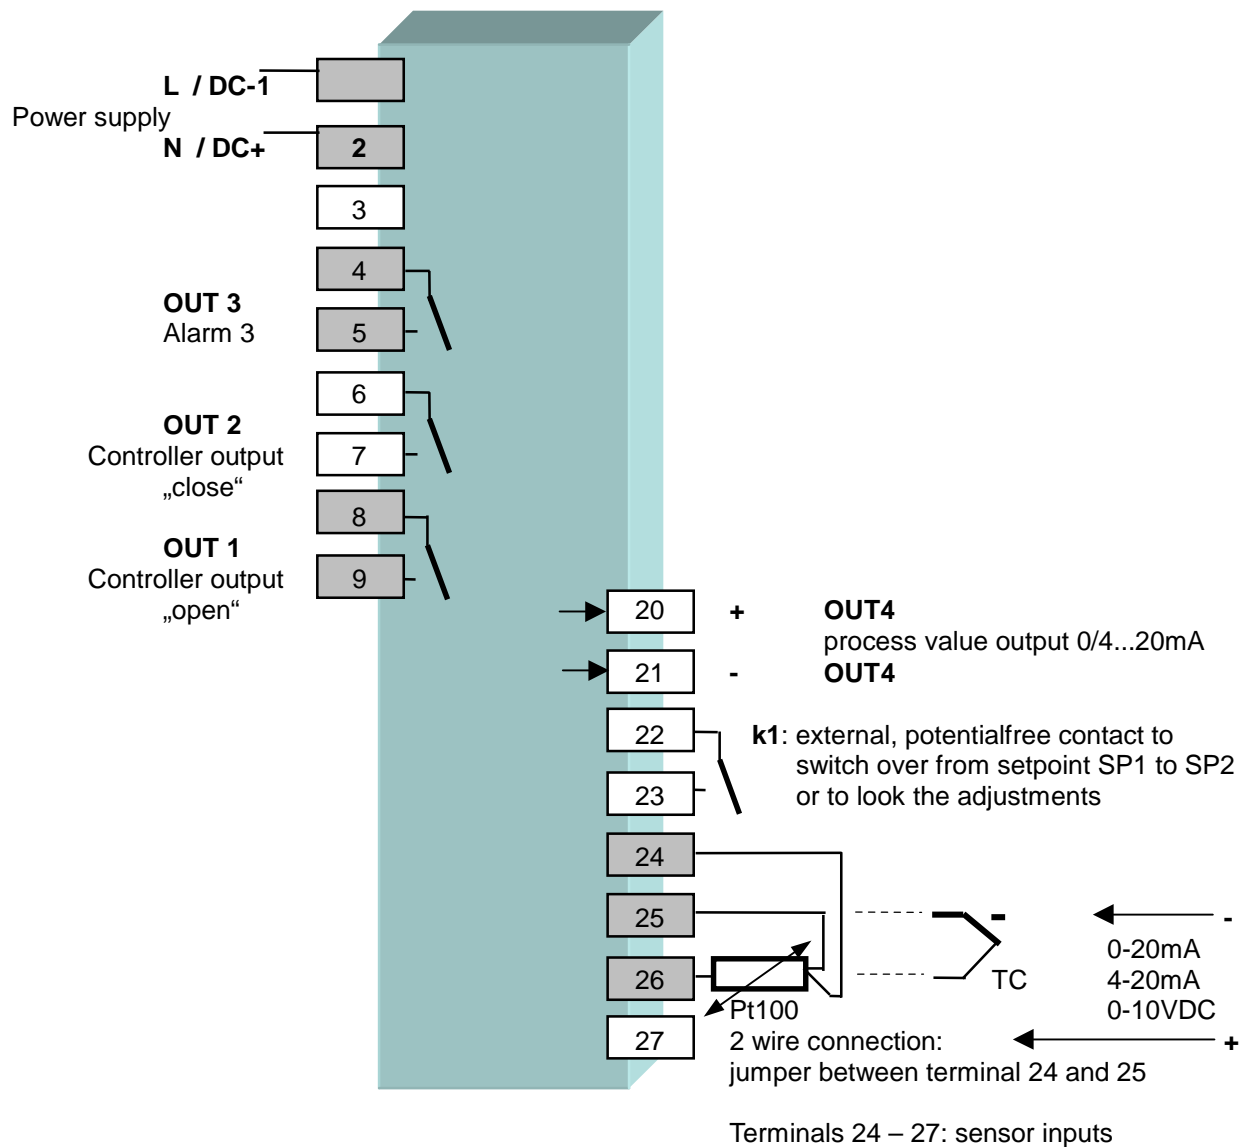 L / DC-1
Power supply
N / DC+
2
3
4
OUT 3
Alarm 3
5
6
OUT 2
Controller output
7
„close“
8
OUT 1
Controller output
9
„open“
20 + OUT4
process value output 0/4...20mA
21 - OUT4
22
k1: external, potentialfree contact to
switch over from setpoint SP1 to SP2
23
or to look the adjustments
24
25
-
-
0-20mA
26
TC
4-20mA
0-10VDC
Pt100
27
2 wire connection:
+
jumper between terminal 24 and 25
Terminals 24 – 27: sensor inputs